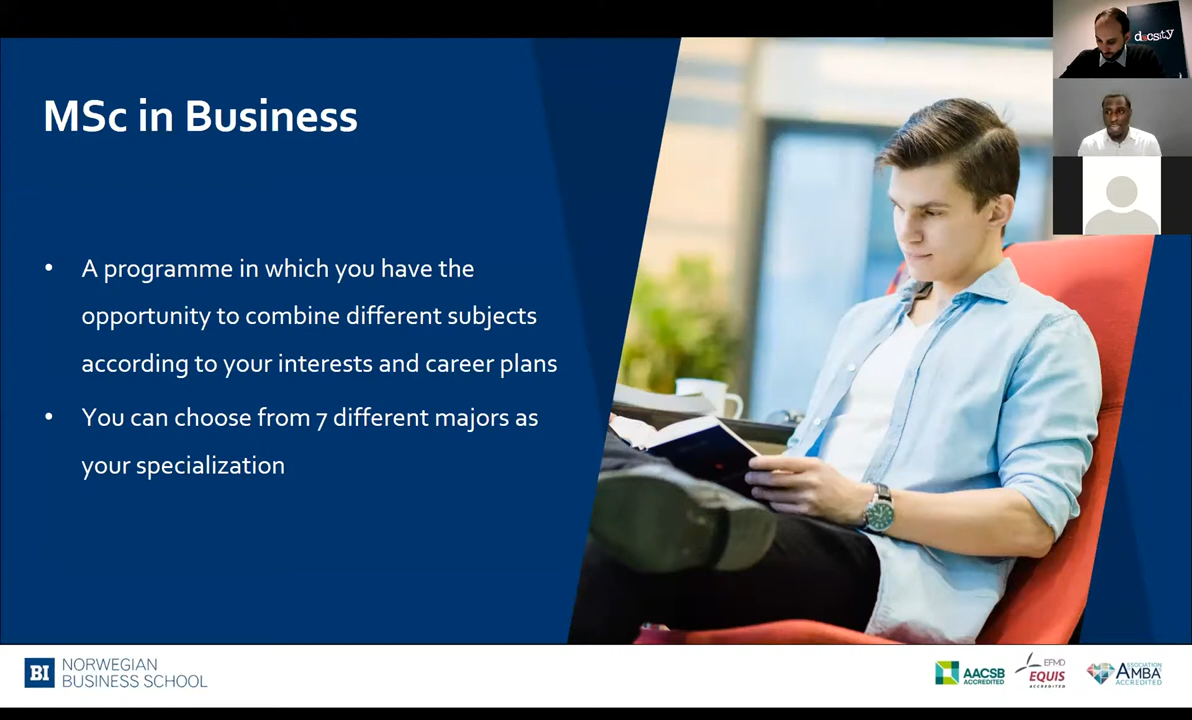 docsity
MSc in Business
• A programme in which you have the
opportunity to combine different subjects
according to your interests and career plans
• You can choose from 7 different majors as
your specialization
BI
NORWEGIAN
BUSINESS SCHOOL
AACSB
ACCREDITED
EFMD
EQUIS
ACCREDITED
ASSOCIATION
AMBA
ACCREDITED